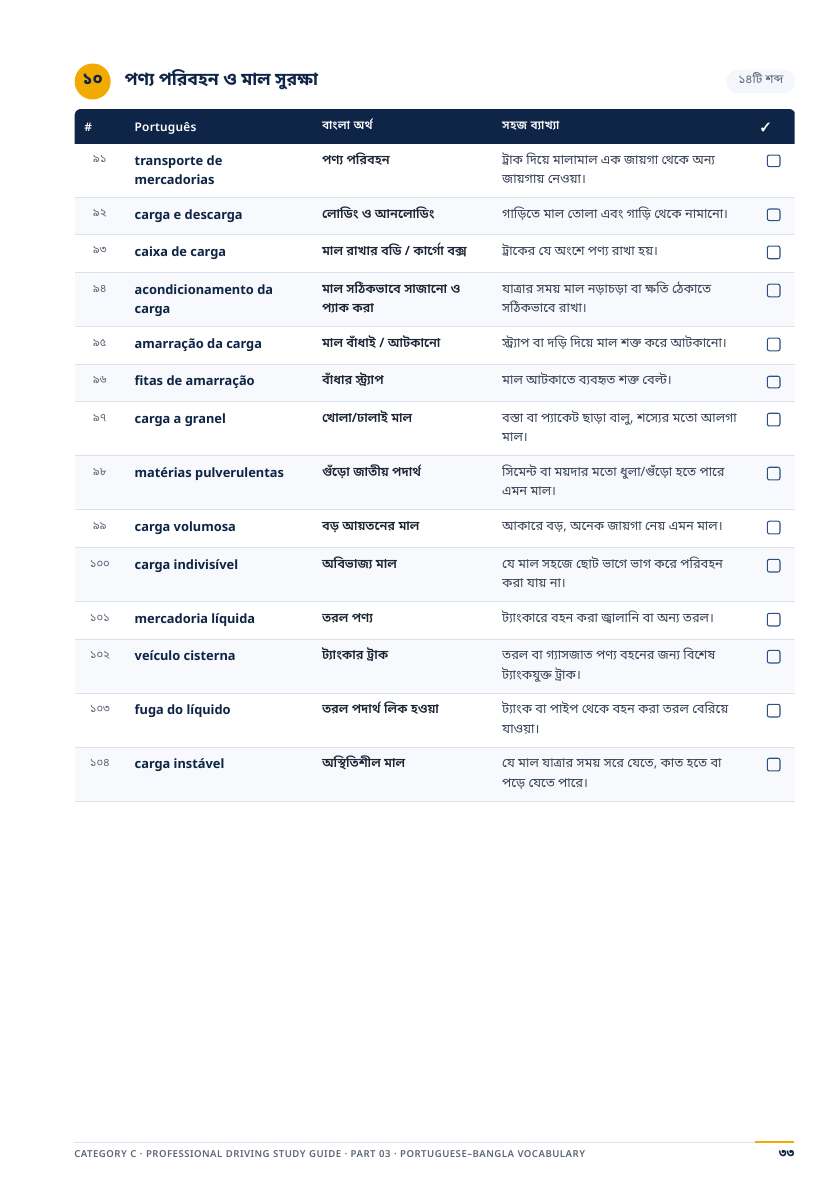 ১০ পণ্য পরিবহন ও মাল সুরক্ষা ১৪টি শব্দ
# Português বাংলা অর্থ সহজ ব্যাখ্যা ✓
৯১ transporte de mercadorias পণ্য পরিবহন ট্রাক দিয়ে মালামাল এক জায়গা থেকে অন্য জায়গায় নেওয়া।
৯২ carga e descarga লোডিং ও আনলোডিং গাড়িতে মাল তোলা এবং গাড়ি থেকে নামানো।
৯৩ caixa de carga মাল রাখার বডি / কার্গো বক্স ট্রাকের যে অংশে পণ্য রাখা হয়।
৯৪ acondicionamento da carga মাল সঠিকভাবে সাজানো ও প্যাক করা যাত্রার সময় মাল নড়াচড়া বা ক্ষতি ঠেকাতে সঠিকভাবে রাখা।
৯৫ amarração da carga মাল বাঁধাই / আটকানো স্ট্র্যাপ বা দড়ি দিয়ে মাল শক্ত করে আটকানো।
৯৬ fitas de amarração বাঁধার স্ট্র্যাপ মাল আটকাতে ব্যবহৃত শক্ত বেল্ট।
৯৭ carga a granel খোলা/ঢালাই মাল বস্তা বা প্যাকেট ছাড়া বালু, শস্যের মতো আলগা মাল।
৯৮ matérias pulverulentas গুঁড়ো জাতীয় পদার্থ সিমেন্ট বা ময়দার মতো ধুলা/গুঁড়ো হতে পারে এমন মাল।
৯৯ carga volumosa বড় আয়তনের মাল আকারে বড়, অনেক জায়গা নেয় এমন মাল।
১০০ carga indivisível অবিভাজ্য মাল যে মাল সহজে ছোট ভাগে ভাগ করে পরিবহন করা যায় না।
১০১ mercadoria líquida তরল পণ্য ট্যাংকারে বহন করা জ্বালানি বা অন্য তরল।
১০২ veículo cisterna ট্যাংকার ট্রাক তরল বা গ্যাসজাত পণ্য বহনের জন্য বিশেষ ট্যাংকযুক্ত ট্রাক।
১০৩ fuga do líquido তরল পদার্থ লিক হওয়া ট্যাংক বা পাইপ থেকে বহন করা তরল বেরিয়ে যাওয়া।
১০৪ carga instável অস্থিতিশীল মাল যে মাল যাত্রার সময় সরে যেতে, কাত হতে বা পড়ে যেতে পারে।
CATEGORY C · PROFESSIONAL DRIVING STUDY GUIDE · PART 03 · PORTUGUESE–BANGLA VOCABULARY ৩৩